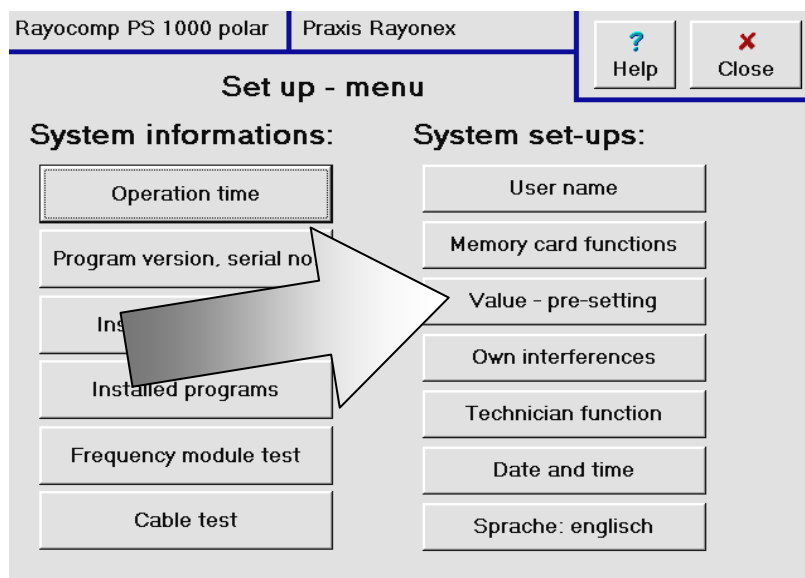 Rayocomp PS 1000 polar
Praxis Rayonex
? Help
✗ Close
Set up - menu
System informations:
Operation time
Program version, serial no
Ins
Installed programs
Frequency module test
Cable test
System set-ups:
User name
Memory card functions
Value - pre-setting
Own interferences
Technician function
Date and time
Sprache: englisch